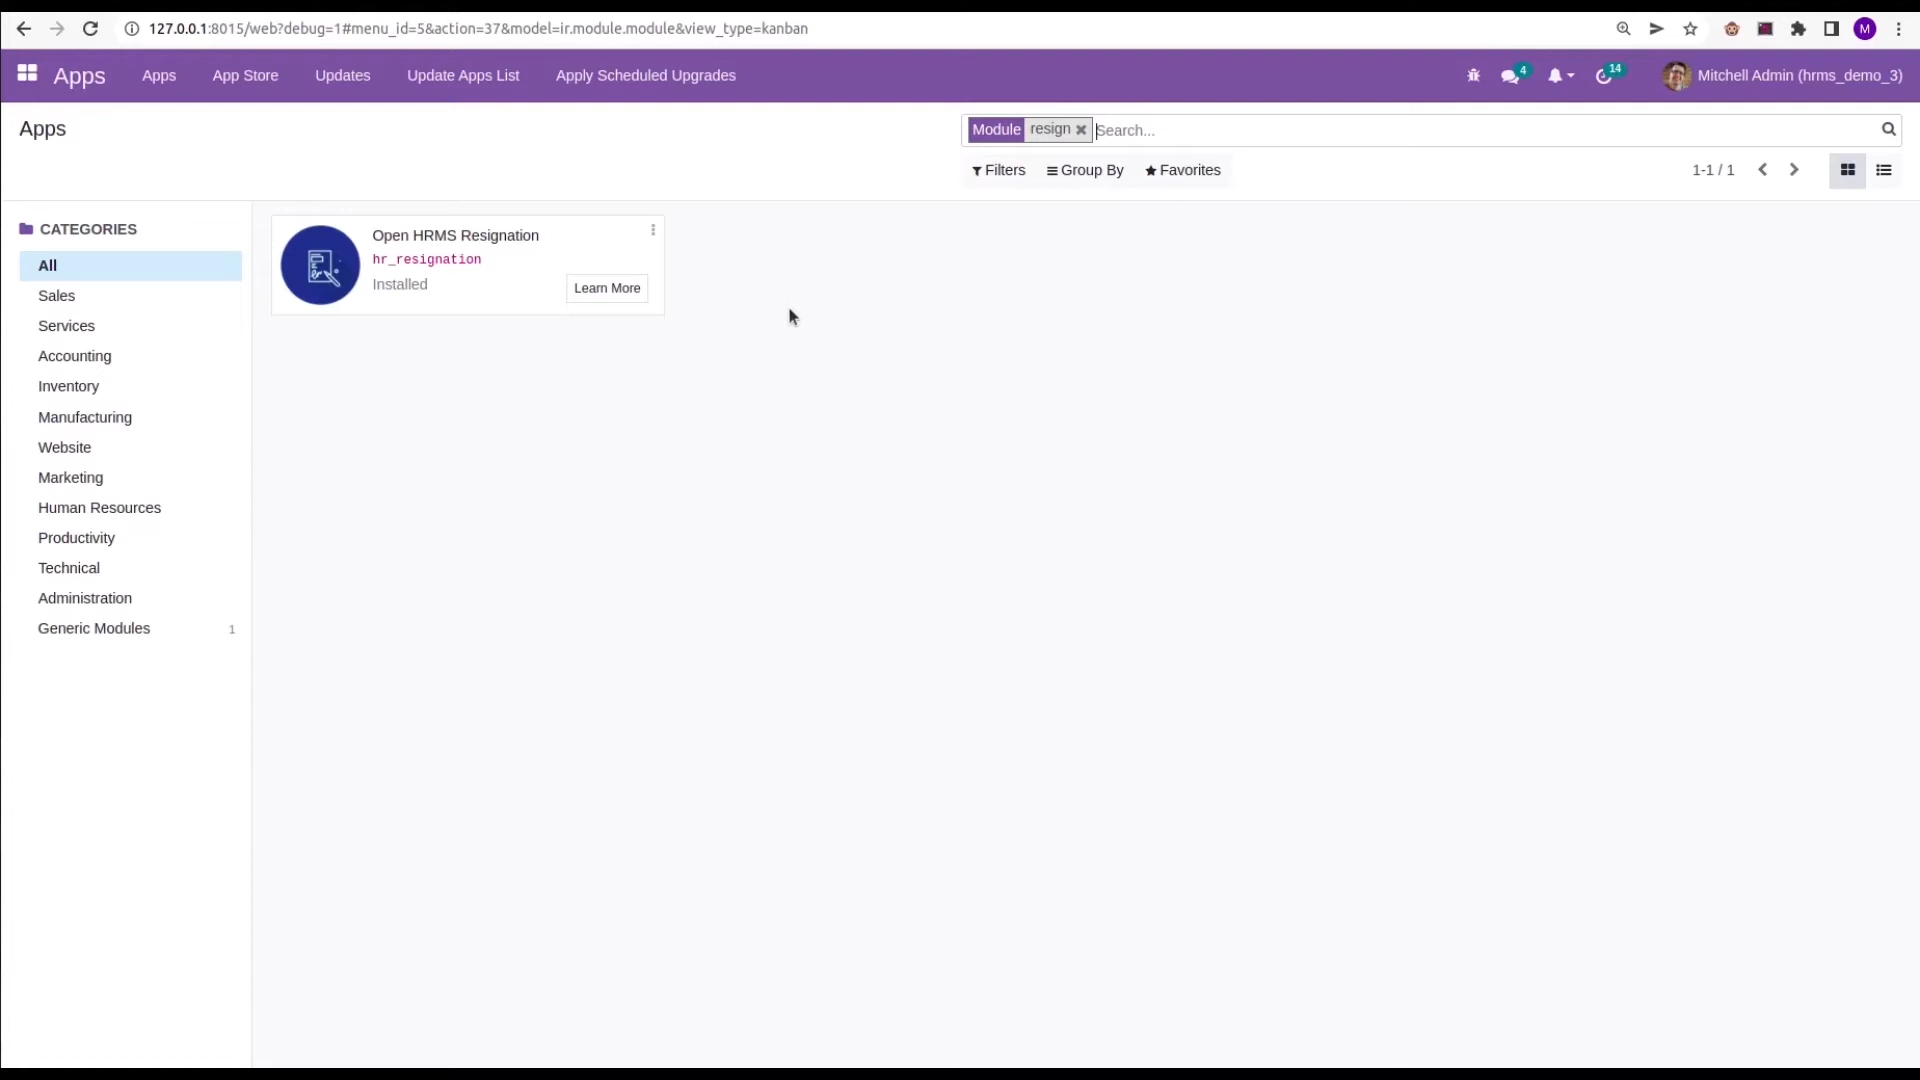 127.0.0.1:8015/web?debug=1#menu_id=5&action=37&model=ir.module.module&view_type=kanban
M
Apps
Apps
App Store
Updates
Update Apps List
Apply Scheduled Upgrades
4
14
Mitchell Admin (hrms_demo_3)
Apps
Module resign
Search...
Filters
Group By
Favorites
1-1 / 1
CATEGORIES
All
Sales
Services
Accounting
Inventory
Manufacturing
Website
Marketing
Human Resources
Productivity
Technical
Administration
Generic Modules 1
Open HRMS Resignation
hr_resignation
Installed
Learn More